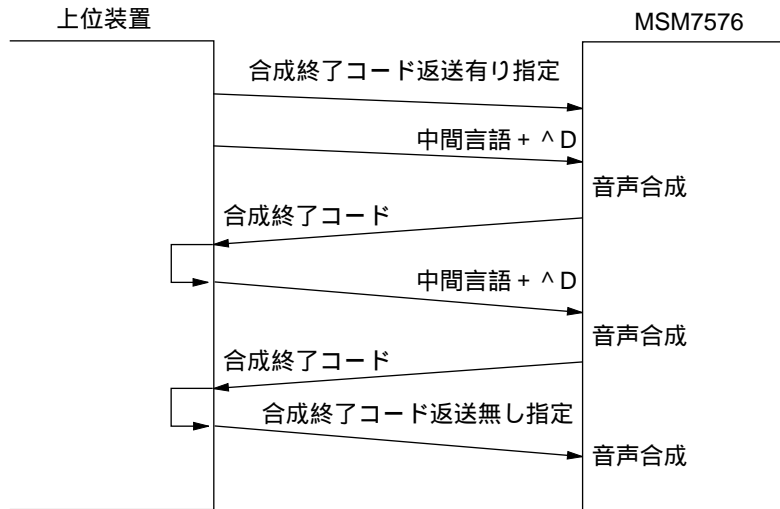 上位装置
MSM7576
合成終了コード返送有り指定
中間言語 + ^D
音声合成
合成終了コード
中間言語 + ^D
音声合成
合成終了コード
合成終了コード返送無し指定
音声合成